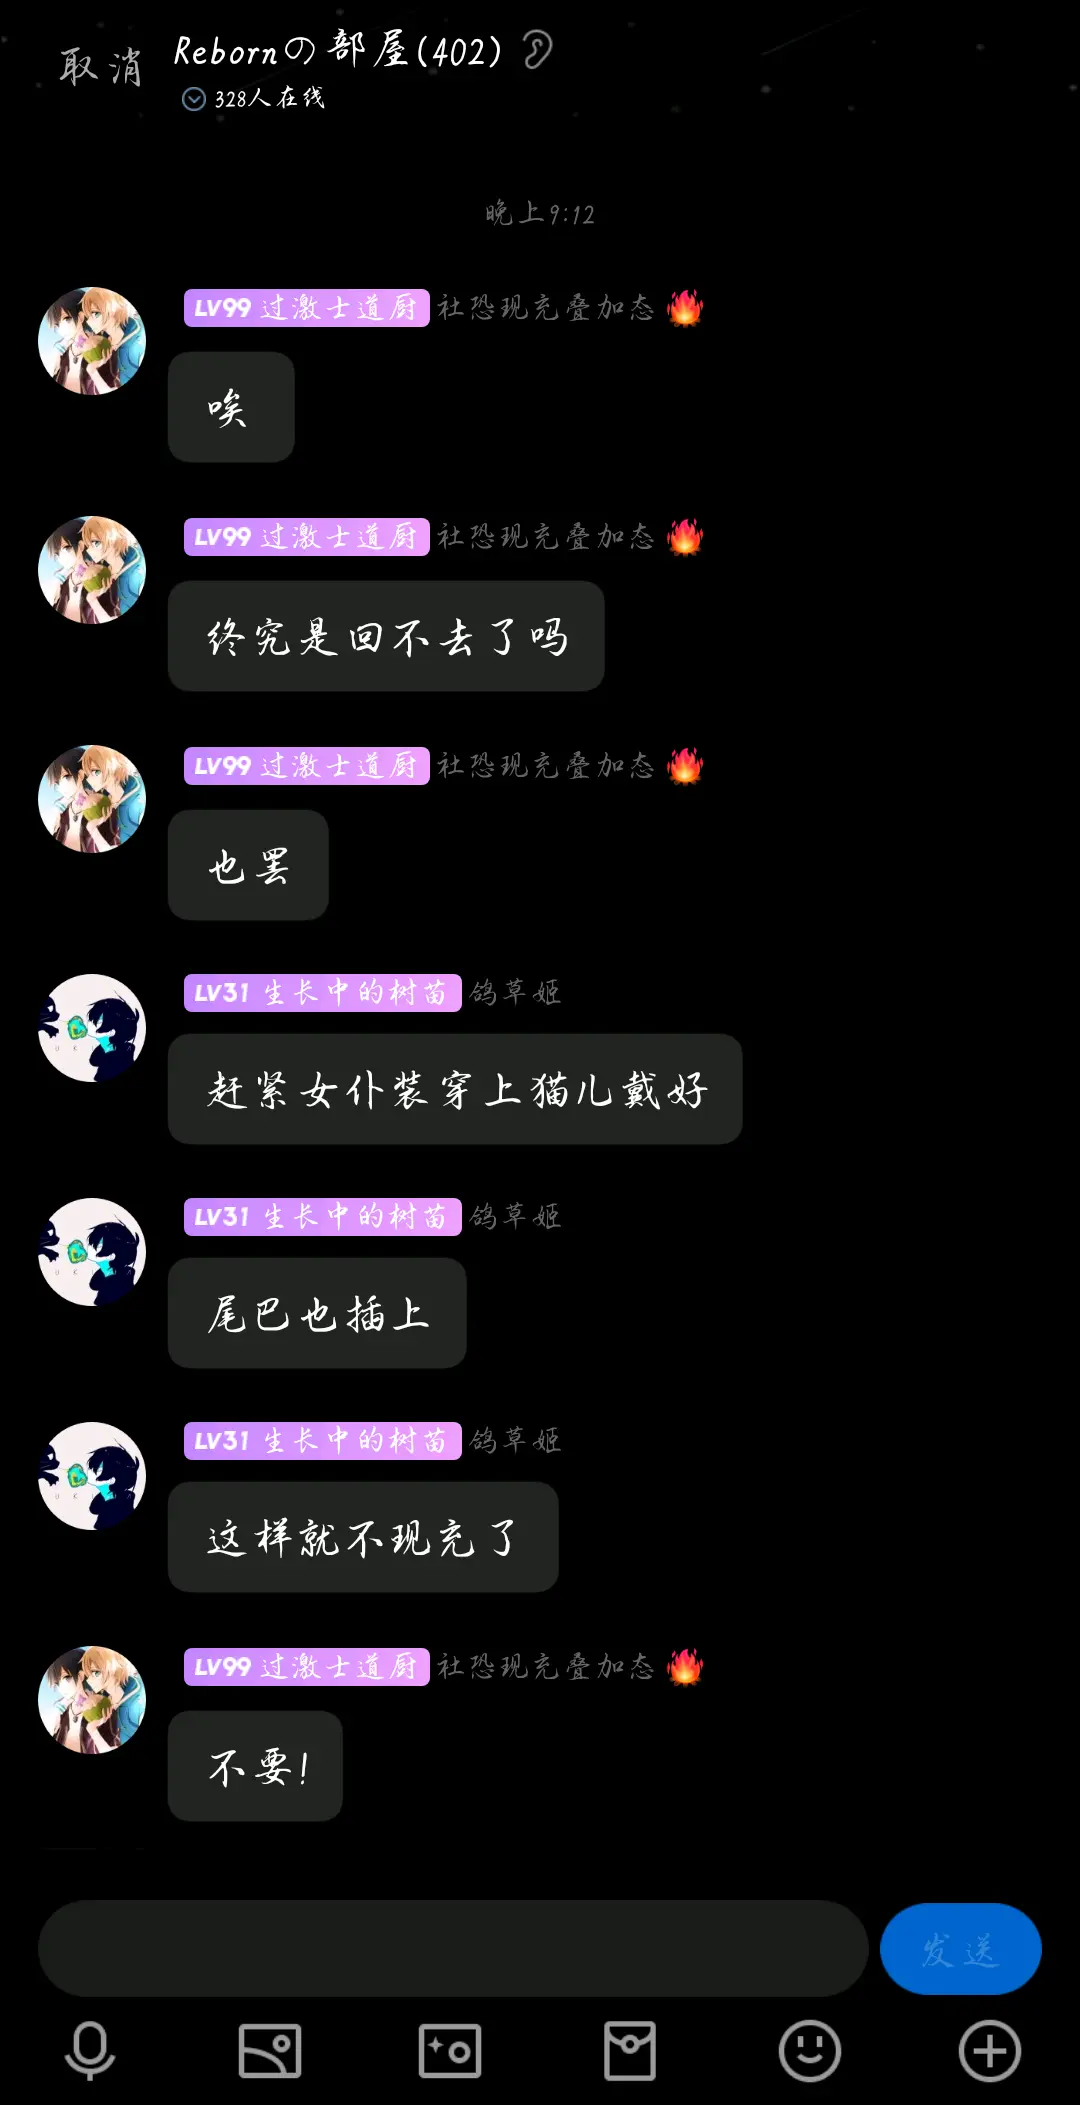 取消
Rebornの部屋(402)
328人在线
晚上9:12
LV99 过激士道厨 社恐现充叠加态
唉
LV99 过激士道厨 社恐现充叠加态
终究是回不去了吗
LV99 过激士道厨 社恐现充叠加态
也罢
LV31 生长中的树苗 鸽草姬
赶紧女仆装穿上猫儿戴好
LV31 生长中的树苗 鸽草姬
尾巴也插上
LV31 生长中的树苗 鸽草姬
这样就不现充了
LV99 过激士道厨 社恐现充叠加态
不要!
发送